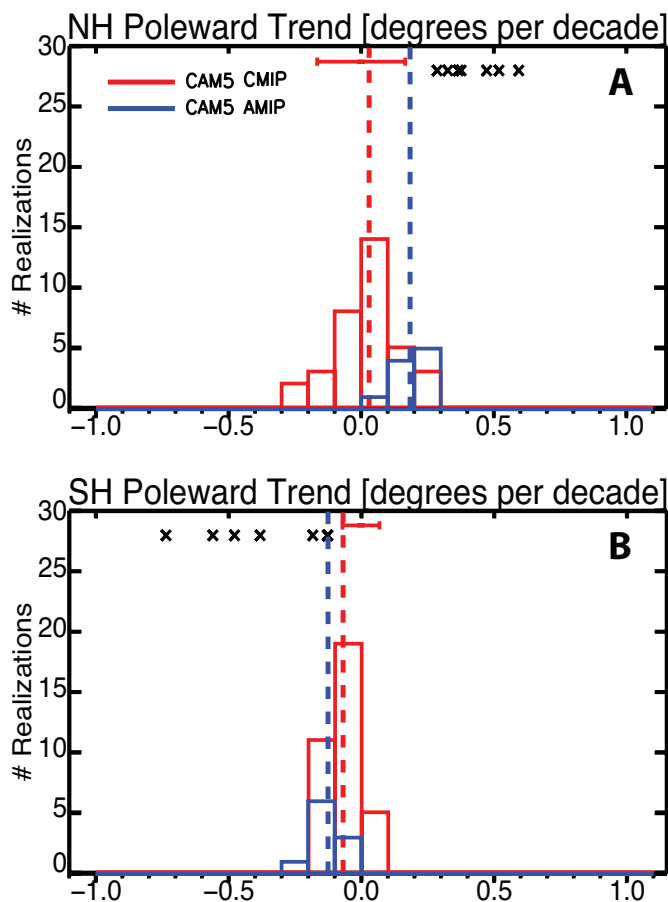 NH Poleward Trend [degrees per decade]
30
25
20
15
10
5
0
# Realizations
CAM5 CMIP
CAM5 AMIP
A
−1.0 −0.5 0.0 0.5 1.0
SH Poleward Trend [degrees per decade]
30
25
20
15
10
5
0
# Realizations
B
−1.0 −0.5 0.0 0.5 1.0